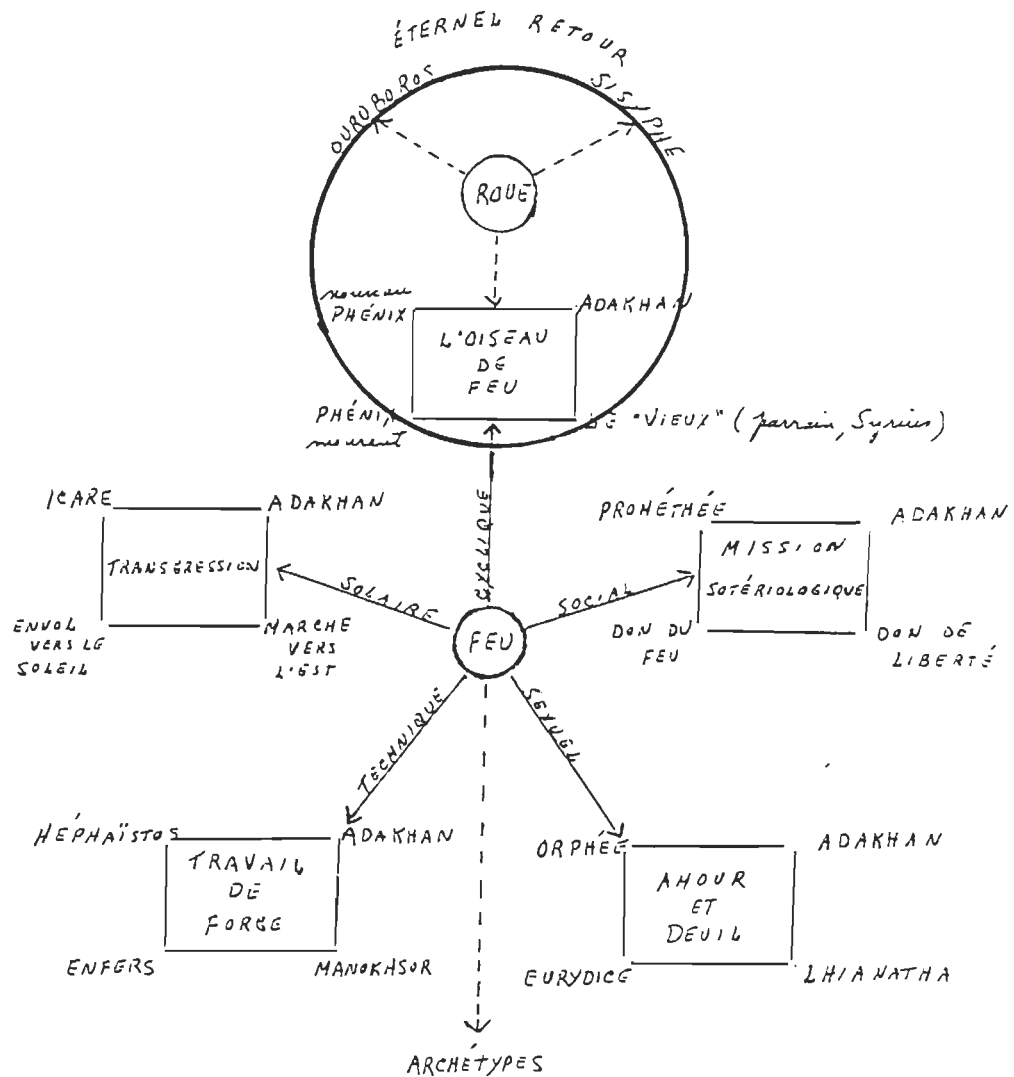 ÉTERNEL RETOUR
OUROBOROS
SISYPHE
ROUE
nouveau
PHÉNIX
ADAKHAN
L'OISEAU
DE
FEU
PHÉNIX
mourant
LE "VIEUX" (parrain, Syrius)
ICARE
ADAKHAN
TRANSGRESSION
ENVOL
VERS LE
SOLEIL
MARCHE
VERS
L'EST
SOLAIRE
CYCLIQUE
SOCIAL
PROMÉTHÉE
ADAKHAN
MISSION
SOTÉRIOLOGIQUE
DON DU
FEU
DON DE
LIBERTÉ
FEU
TECHNIQUE
SEXUEL
HÉPHAÏSTOS
ADAKHAN
TRAVAIL
DE
FORGE
ENFERS
MANOKHSOR
ORPHÉE
ADAKHAN
AMOUR
ET
DEUIL
EURYDICE
LHIANATHA
ARCHÉTYPES